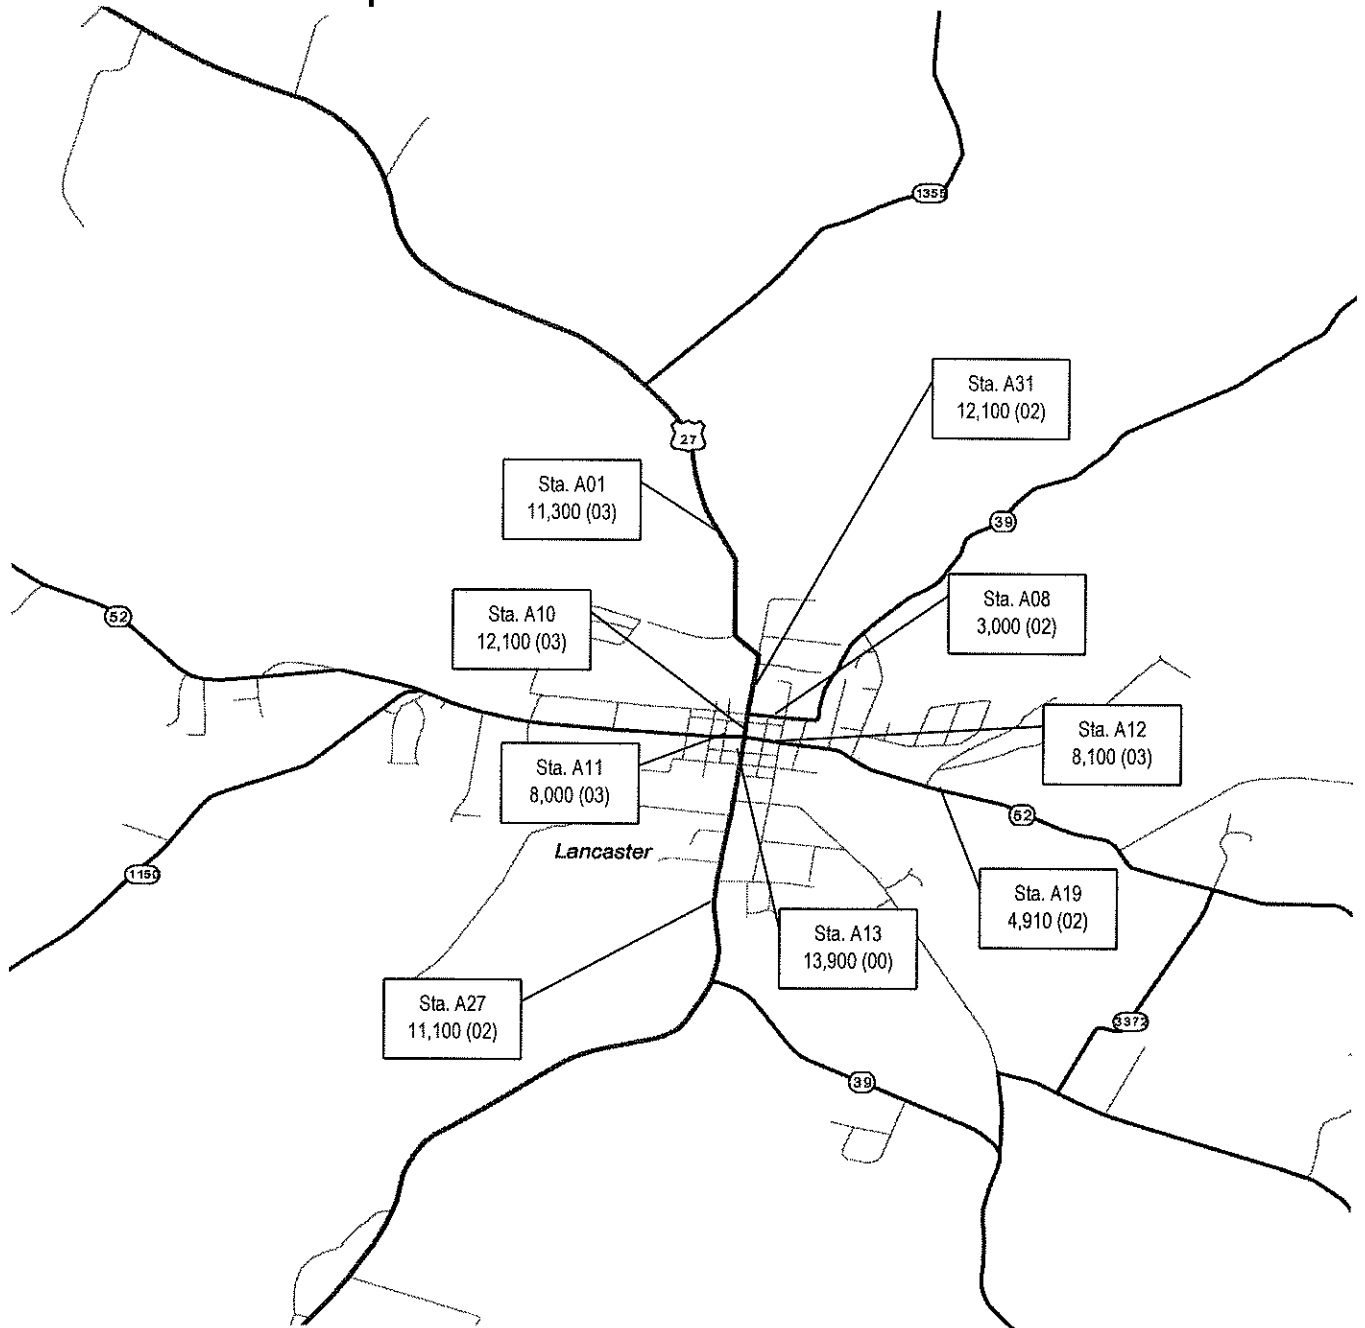 1355
Sta. A31
12,100 (02)
27
Sta. A01
11,300 (03)
39
52
Sta. A10
12,100 (03)
Sta. A08
3,000 (02)
Sta. A11
8,000 (03)
Sta. A12
8,100 (03)
52
Lancaster
1150
Sta. A19
4,910 (02)
Sta. A13
13,900 (00)
Sta. A27
11,100 (02)
3373
39